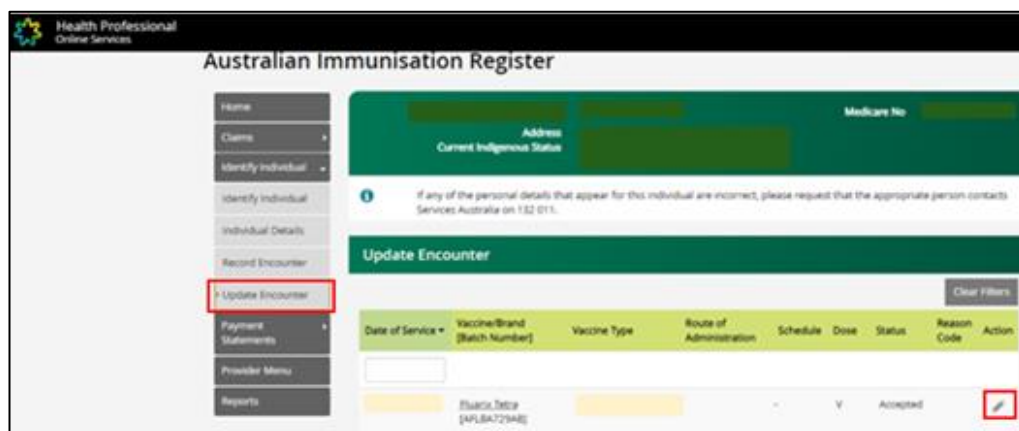 Health Professional
Online Services
Australian Immunisation Register
Home
Claims
Identify Individual
Identify Individual
Individual Details
Record Encounter
Update Encounter
Payment
Statements
Provider Menu
Reports
Medicare No
Address
Current Indigenous Status
If any of the personal details that appear for this individual are incorrect, please request that the appropriate person contacts
Services Australia on 132 011.
Update Encounter
Clear Filters
Date of Service
Vaccine/Brand
[Batch Number]
Vaccine Type
Route of
Administration
Schedule
Dose
Status
Reason
Code
Action
Fluarix Tetra
[AFLBA729AB]
-
V
Accepted